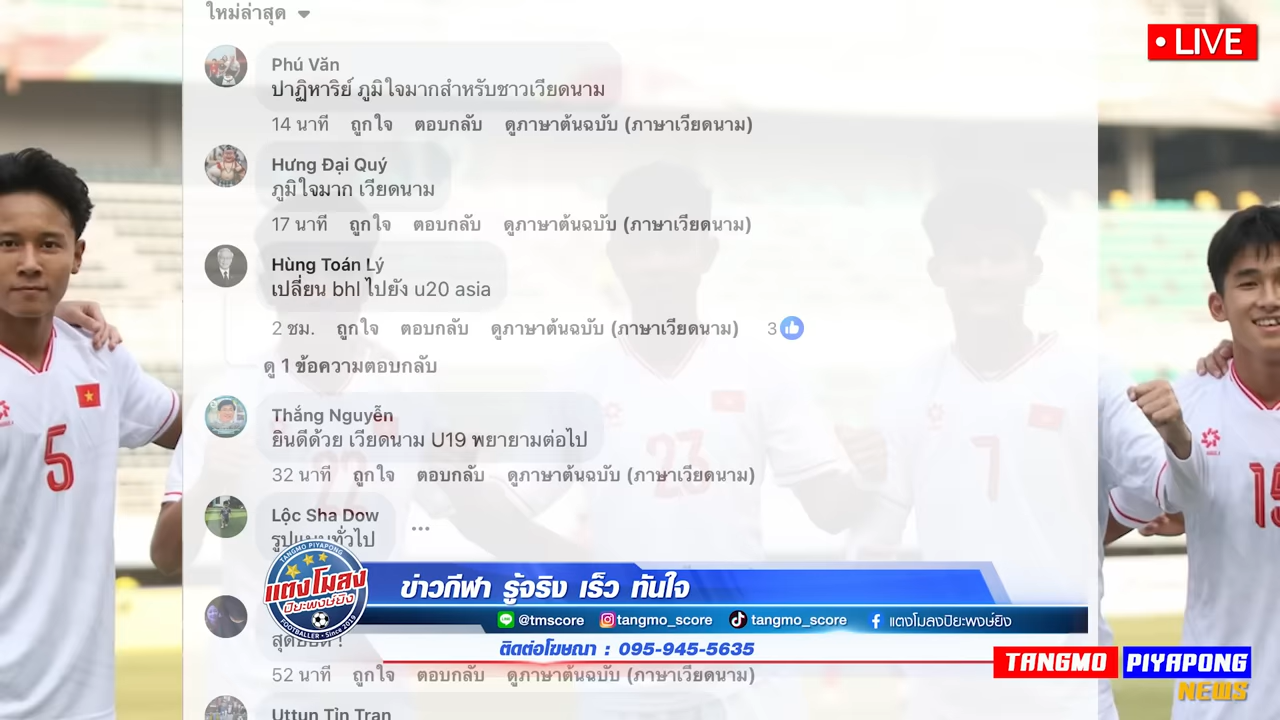 ใหม่ล่าสุด
LIVE
Phú Văn
ปาฏิหาริย์ ภูมิใจมากสำหรับชาวเวียดนาม
14 นาที ถูกใจ ตอบกลับ ดูภาษาต้นฉบับ (ภาษาเวียดนาม)
Hưng Đại Quý
ภูมิใจมาก เวียดนาม
17 นาที ถูกใจ ตอบกลับ ดูภาษาต้นฉบับ (ภาษาเวียดนาม)
Hùng Toán Lý
เปลี่ยน bhl ไปยัง u20 asia
2 ชม. ถูกใจ ตอบกลับ ดูภาษาต้นฉบับ (ภาษาเวียดนาม) 3
ดู 1 ข้อความตอบกลับ
Thắng Nguyễn
ยินดีด้วย เวียดนาม U19 พยายามต่อไป
32 นาที ถูกใจ ตอบกลับ ดูภาษาต้นฉบับ (ภาษาเวียดนาม)
Lộc Sha Dow
รูปแบบทั่วไป
5
22
23
7
TANGMO PIYAPONG
แตงโมลง
ปิยะพงษ์ยิง
FOOTBALLER • Since 2019
ข่าวกีฬา รู้จริง เร็ว ทันใจ
@tmscore tangmo_score tangmo_score แตงโมลงปิยะพงษ์ยิง
ติดต่อโฆษณา : 095-945-5635
52 นาที ถูกใจ ตอบกลับ ดูภาษาต้นฉบับ (ภาษาเวียดนาม)
TANGMO PIYAPONG
NEWS